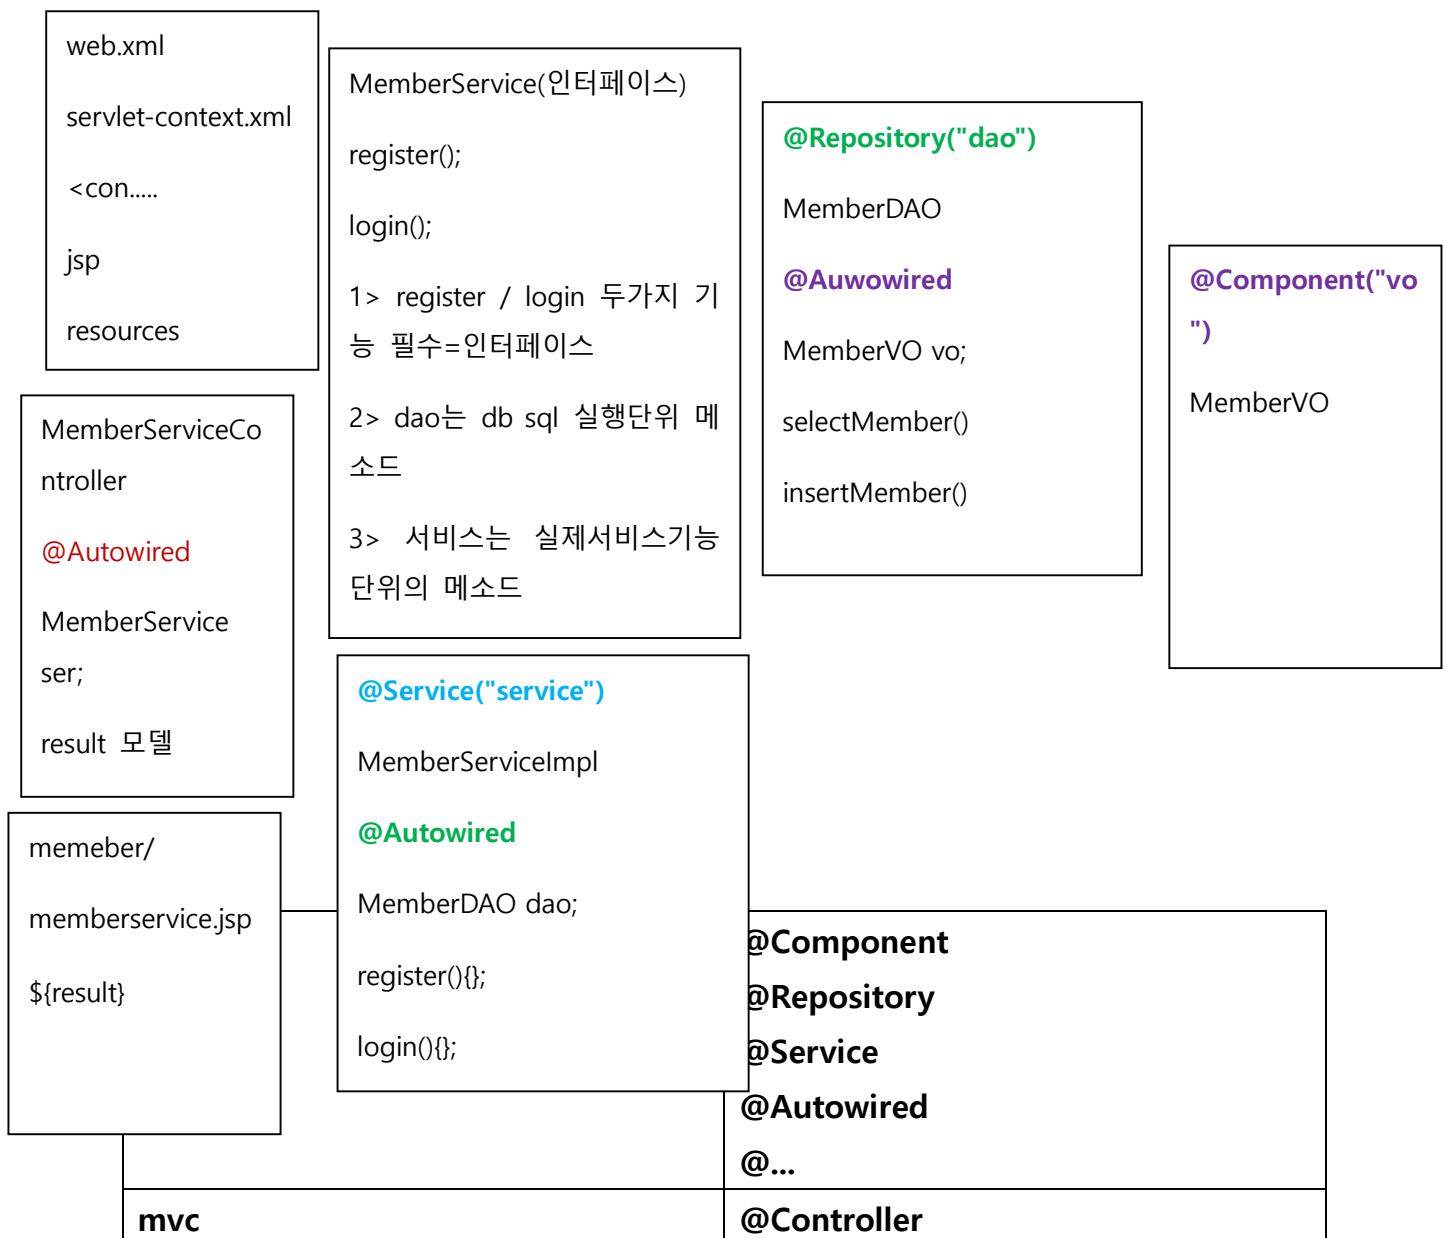 web.xml
servlet-context.xml
<con.....
jsp
resources
MemberService(인터페이스)
register();
login();
1> register / login 두가지 기
능 필수=인터페이스
2> dao는 db sql 실행단위 메
소드
3> 서비스는 실제서비스기능
단위의 메소드
@Repository("dao")
MemberDAO
@Auwowired
MemberVO vo;
selectMember()
insertMember()
@Component("vo
")
MemberVO
MemberServiceCo
ntroller
@Autowired
MemberService
ser;
result 모델
@Service("service")
MemberServiceImpl
@Autowired
MemberDAO dao;
register(){};
login(){};
memeber/
memberservice.jsp
${result}
@Component
@Repository
@Service
@Autowired
@...
mvc
@Controller